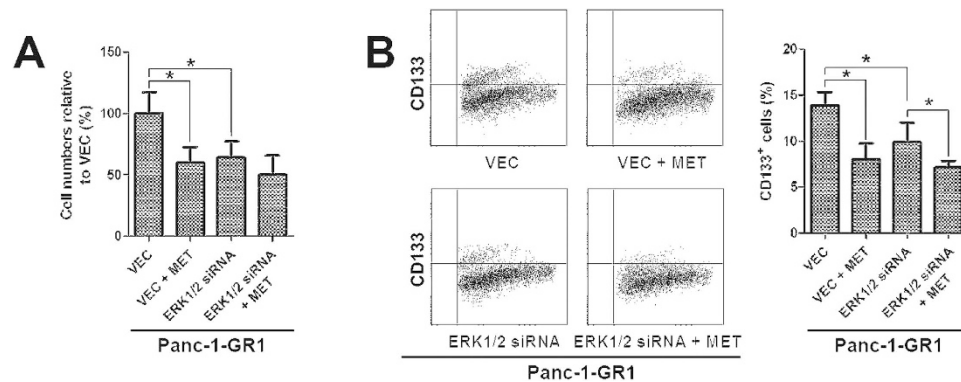 A
Cell numbers relative
to VEC (%)
150
100
50
0
*
*
VEC
VEC + MET
ERK1/2 siRNA
ERK1/2 siRNA
+ MET
Panc-1-GR1
B
CD133
VEC
VEC + MET
CD133
ERK1/2 siRNA
ERK1/2 siRNA + MET
Panc-1-GR1
CD133+ cells (%)
20
15
10
5
0
*
*
*
VEC
VEC + MET
ERK1/2 siRNA
ERK1/2 siRNA
+ MET
Panc-1-GR1